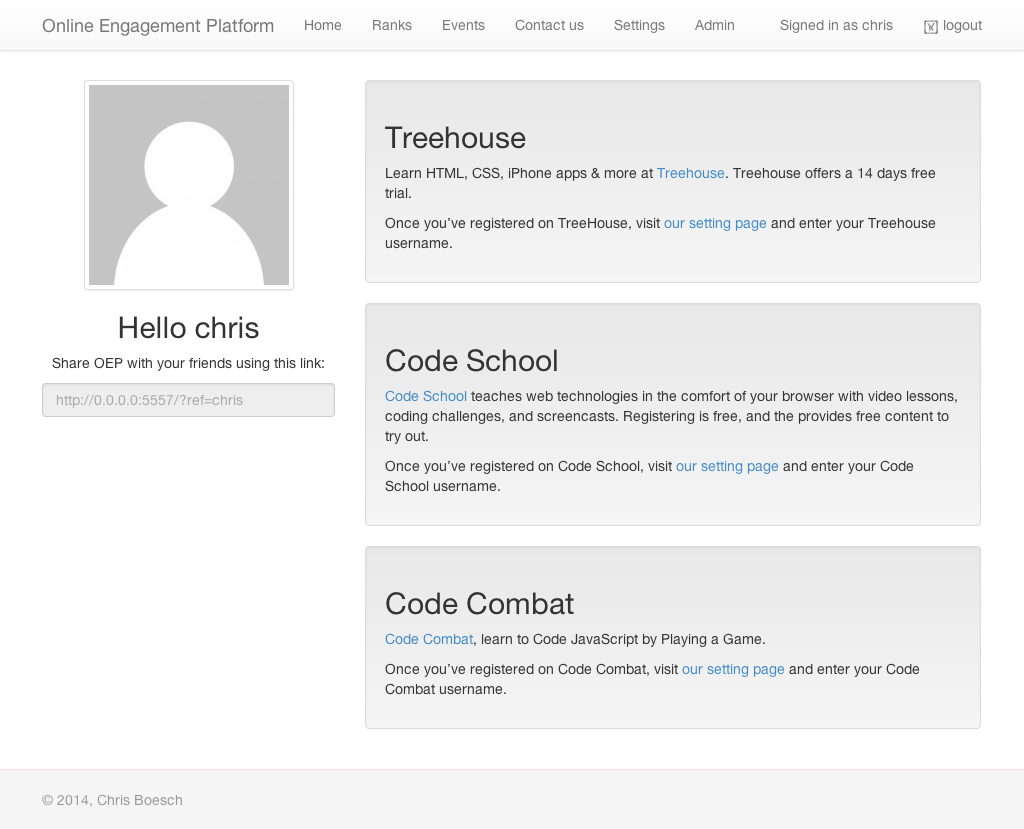 Online Engagement Platform Home Ranks Events Contact us Settings Admin Signed in as chris logout
Hello chris
Share OEP with your friends using this link:
http://0.0.0.0:5557/?ref=chris
Treehouse
Learn HTML, CSS, iPhone apps & more at Treehouse. Treehouse offers a 14 days free
trial.
Once you've registered on TreeHouse, visit our setting page and enter your Treehouse
username.
Code School
Code School teaches web technologies in the comfort of your browser with video lessons,
coding challenges, and screencasts. Registering is free, and the provides free content to
try out.
Once you've registered on Code School, visit our setting page and enter your Code
School username.
Code Combat
Code Combat, learn to Code JavaScript by Playing a Game.
Once you've registered on Code Combat, visit our setting page and enter your Code
Combat username.
© 2014, Chris Boesch